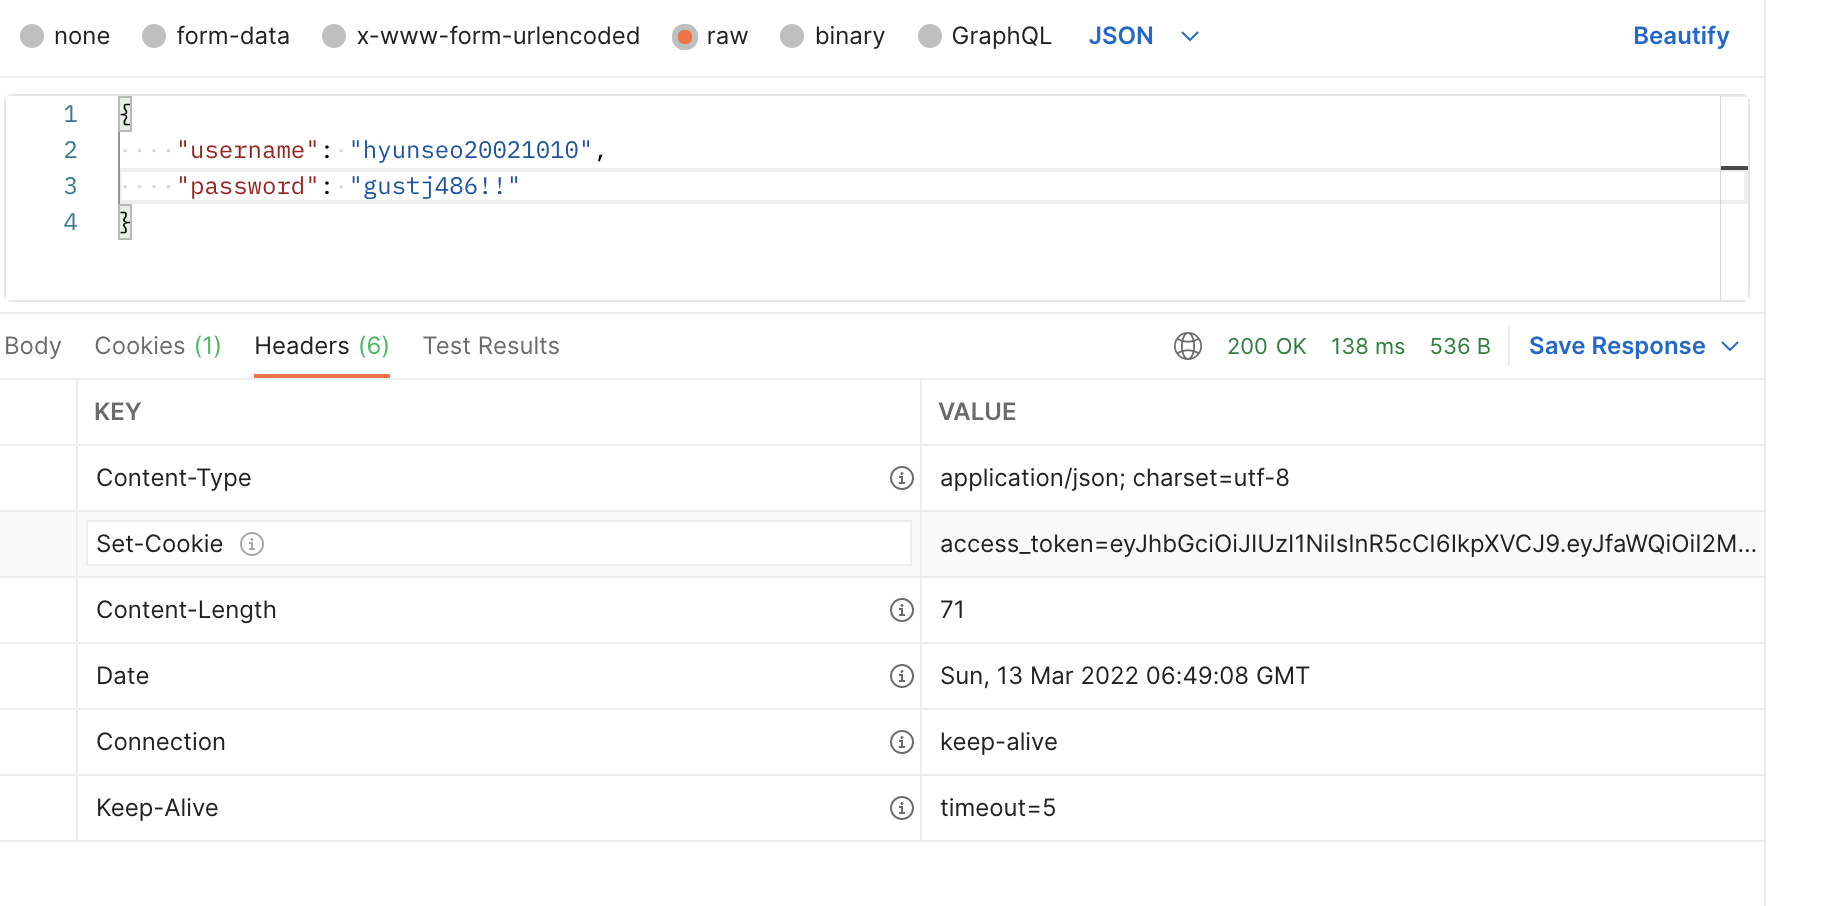 none form-data x-www-form-urlencoded raw binary GraphQL JSON Beautify
1 {
2 "username": "hyunseo20021010",
3 "password": "gustj486!!"
4 }
Body Cookies (1) Headers (6) Test Results 200 OK 138 ms 536 B Save Response
KEY VALUE
Content-Type application/json; charset=utf-8
Set-Cookie access_token=eyJhbGciOiJIUzI1NiIsInR5cCI6IkpXVCJ9.eyJfaWQiOiI2M...
Content-Length 71
Date Sun, 13 Mar 2022 06:49:08 GMT
Connection keep-alive
Keep-Alive timeout=5